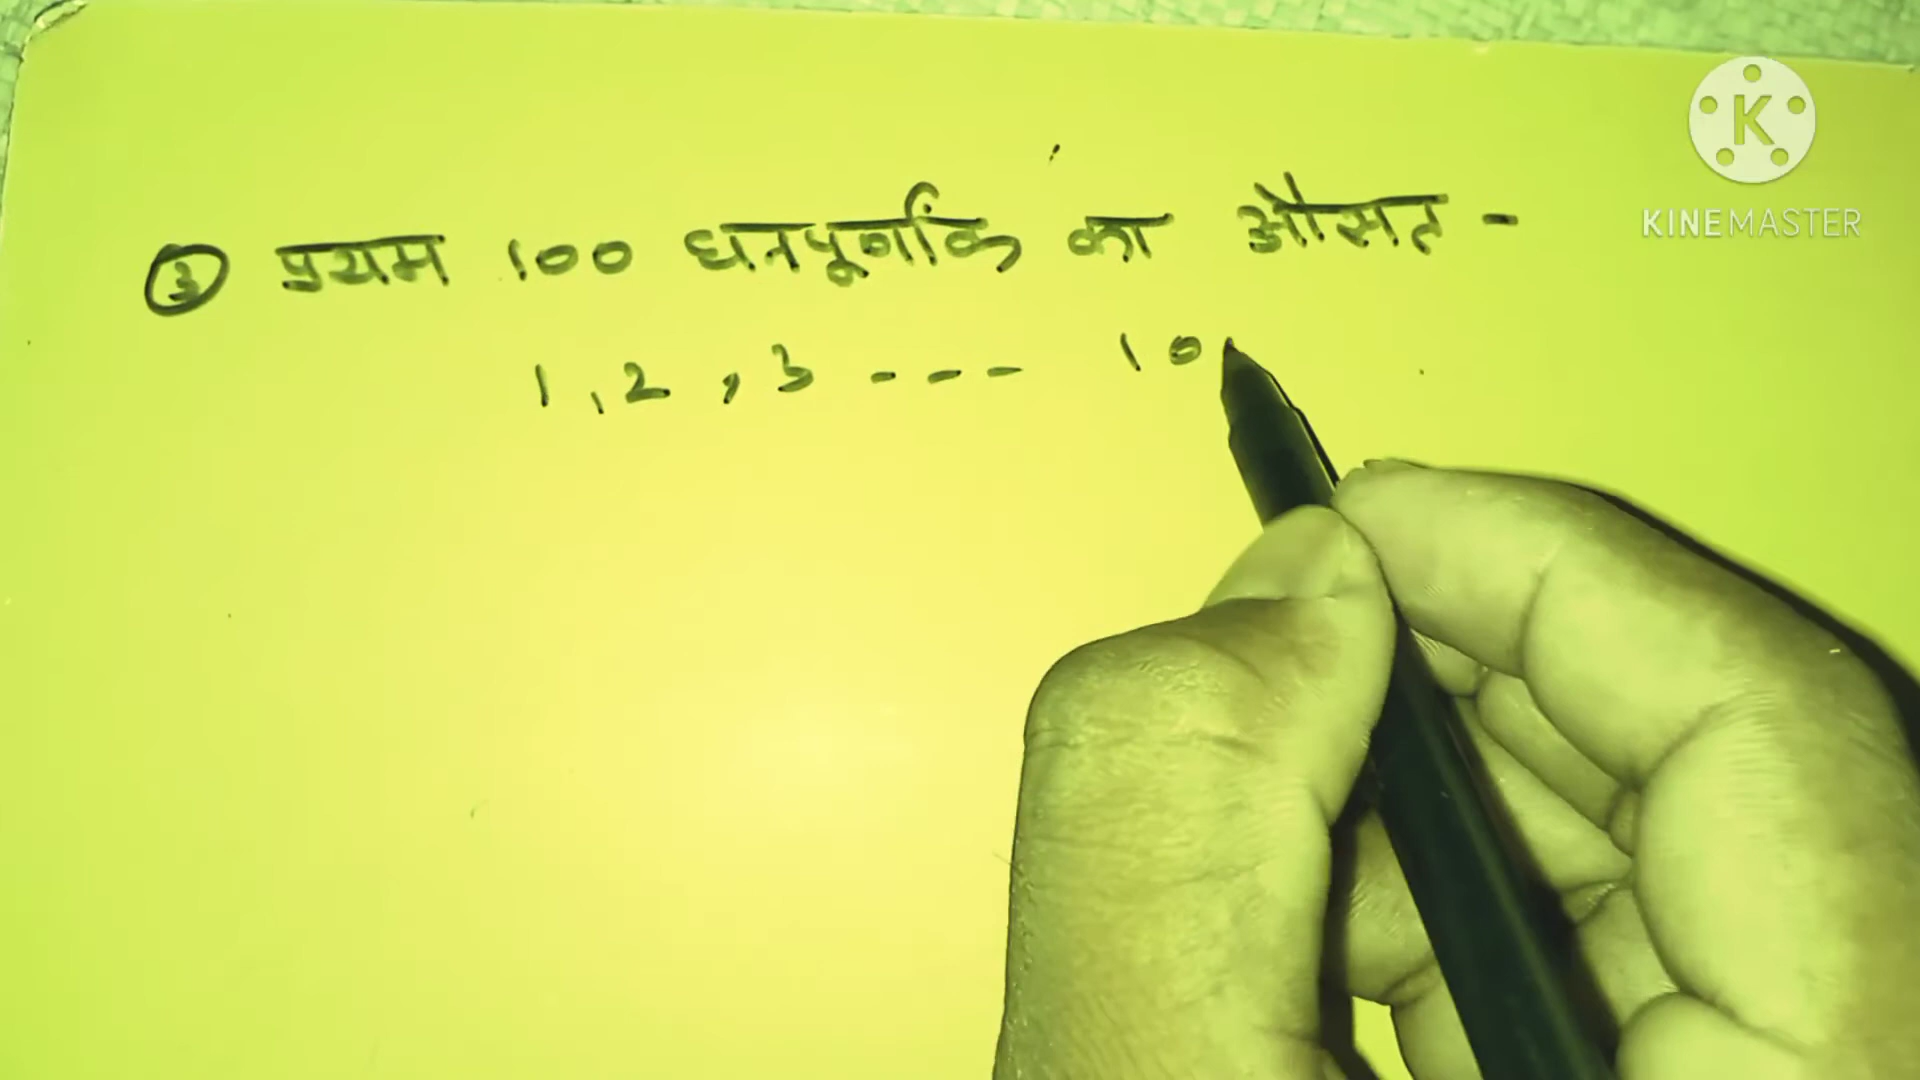 K
KINEMASTER
③ प्रथम 100 धनपूर्णांक का औसत -
1, 2, 3 --- 10